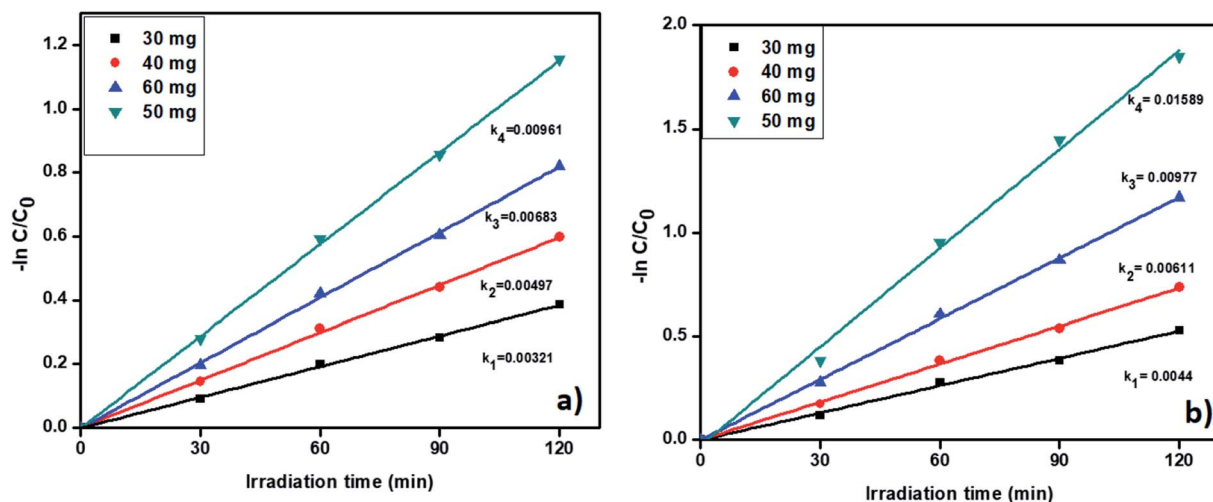 1.2
1.0
0.8
0.6
0.4
0.2
0.0
-ln C/C0
30 mg
40 mg
60 mg
50 mg
k4=0.00961
k3=0.00683
k2=0.00497
k1=0.00321
a)
0
30
60
90
120
Irradiation time (min)
-2.0
-1.5
1.0
0.5
0.0
-ln C/C0
30 mg
40 mg
60 mg
50 mg
k4= 0.01589
k3= 0.00977
k2= 0.00611
k1= 0.0044
b)
0
30
60
90
120
Irradiation time (min)